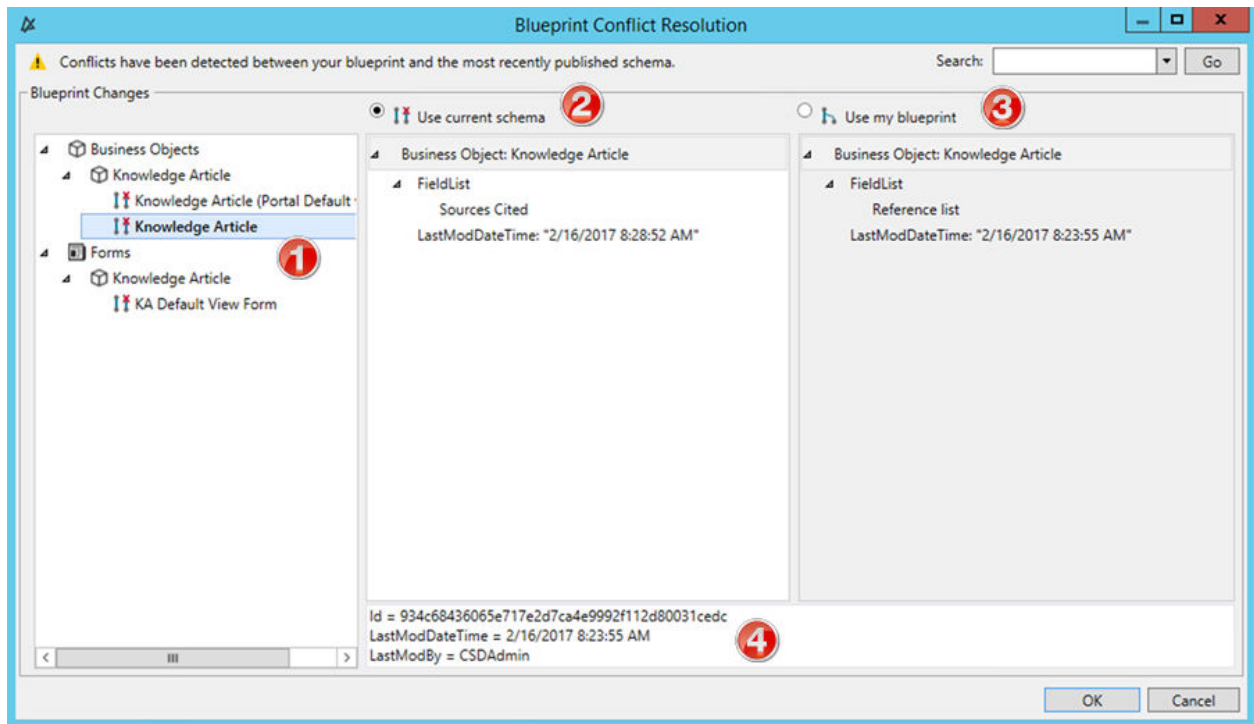 Blueprint Conflict Resolution
Conflicts have been detected between your blueprint and the most recently published schema.
Search:
Go
Blueprint Changes
Use current schema
2
Use my blueprint
3
Business Objects
Knowledge Article
Knowledge Article (Portal Default
Knowledge Article
1
Forms
Knowledge Article
KA Default View Form
Business Object: Knowledge Article
FieldList
Sources Cited
LastModDateTime: "2/16/2017 8:28:52 AM"
Business Object: Knowledge Article
FieldList
Reference list
LastModDateTime: "2/16/2017 8:23:55 AM"
Id = 934c68436065e717e2d7ca4e9992f112d80031cedc
LastModDateTime = 2/16/2017 8:23:55 AM
LastModBy = CSDAdmin
4
OK
Cancel